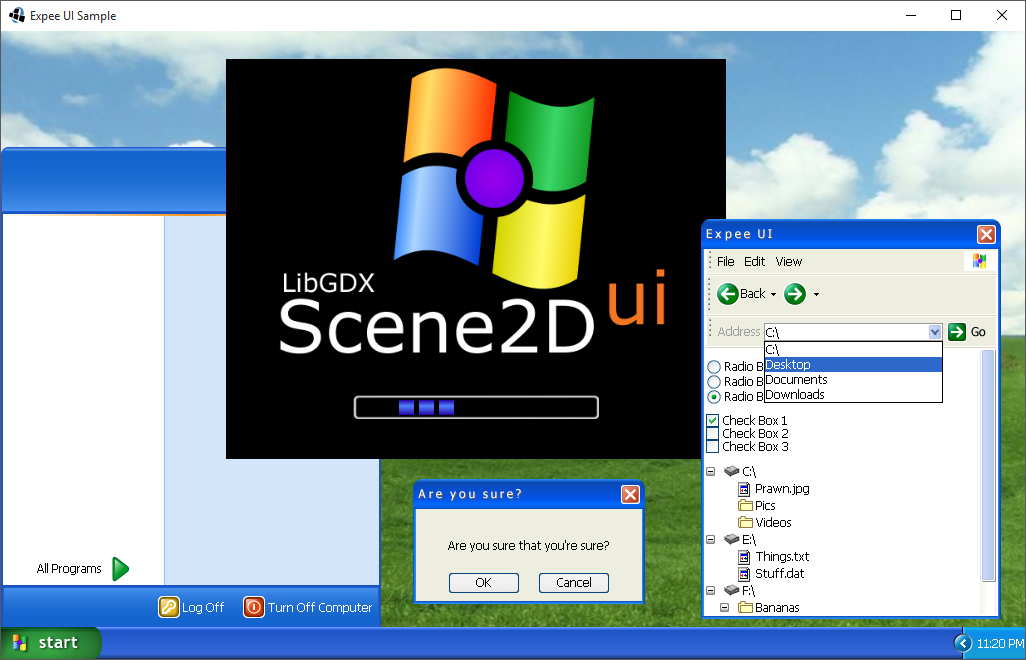 Expee UI Sample
LibGDX
Scene2D ui
Expee UI
File Edit View
Back
Address C:\ Go
C:\
Desktop
Documents
Downloads
Radio B
Radio B
Radio B
Check Box 1
Check Box 2
Check Box 3
C:\
Prawn.jpg
Pics
Videos
E:\
Things.txt
Stuff.dat
F:\
Bananas
Are you sure?
Are you sure that you're sure?
OK Cancel
All Programs
Log Off Turn Off Computer
start
11:20 PM